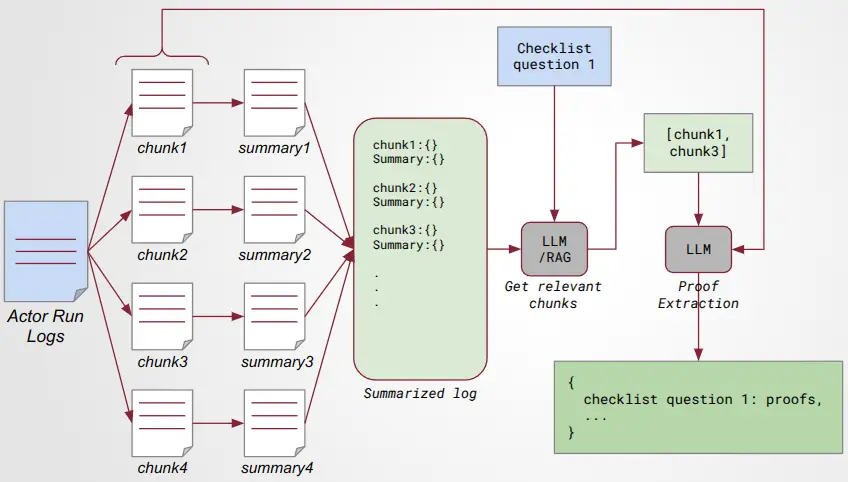 Checklist
question 1
chunk1
summary1
chunk2
summary2
chunk3
summary3
chunk4
summary4
Actor Run
Logs
chunk1:{}
Summary:{}
chunk2:{}
Summary:{}
chunk3:{}
Summary:{}
.
.
.
Summarized log
LLM
/RAG
Get relevant
chunks
[chunk1,
chunk3]
LLM
Proof
Extraction
{
checklist question 1: proofs,
...
}